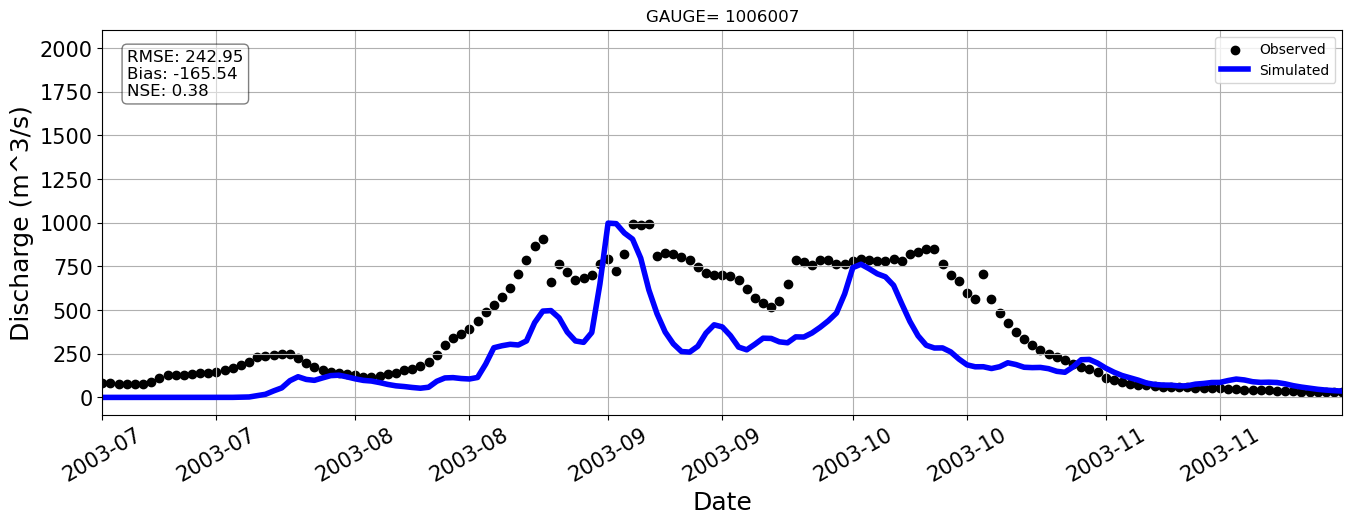 GAUGE= 1006007
RMSE: 242.95
Bias: -165.54
NSE: 0.38
Observed
Simulated
2000
1750
1500
1250
1000
750
500
250
0
Discharge (m^3/s)
2003-07
2003-07
2003-08
2003-08
2003-09
2003-09
2003-10
2003-10
2003-11
2003-11
Date